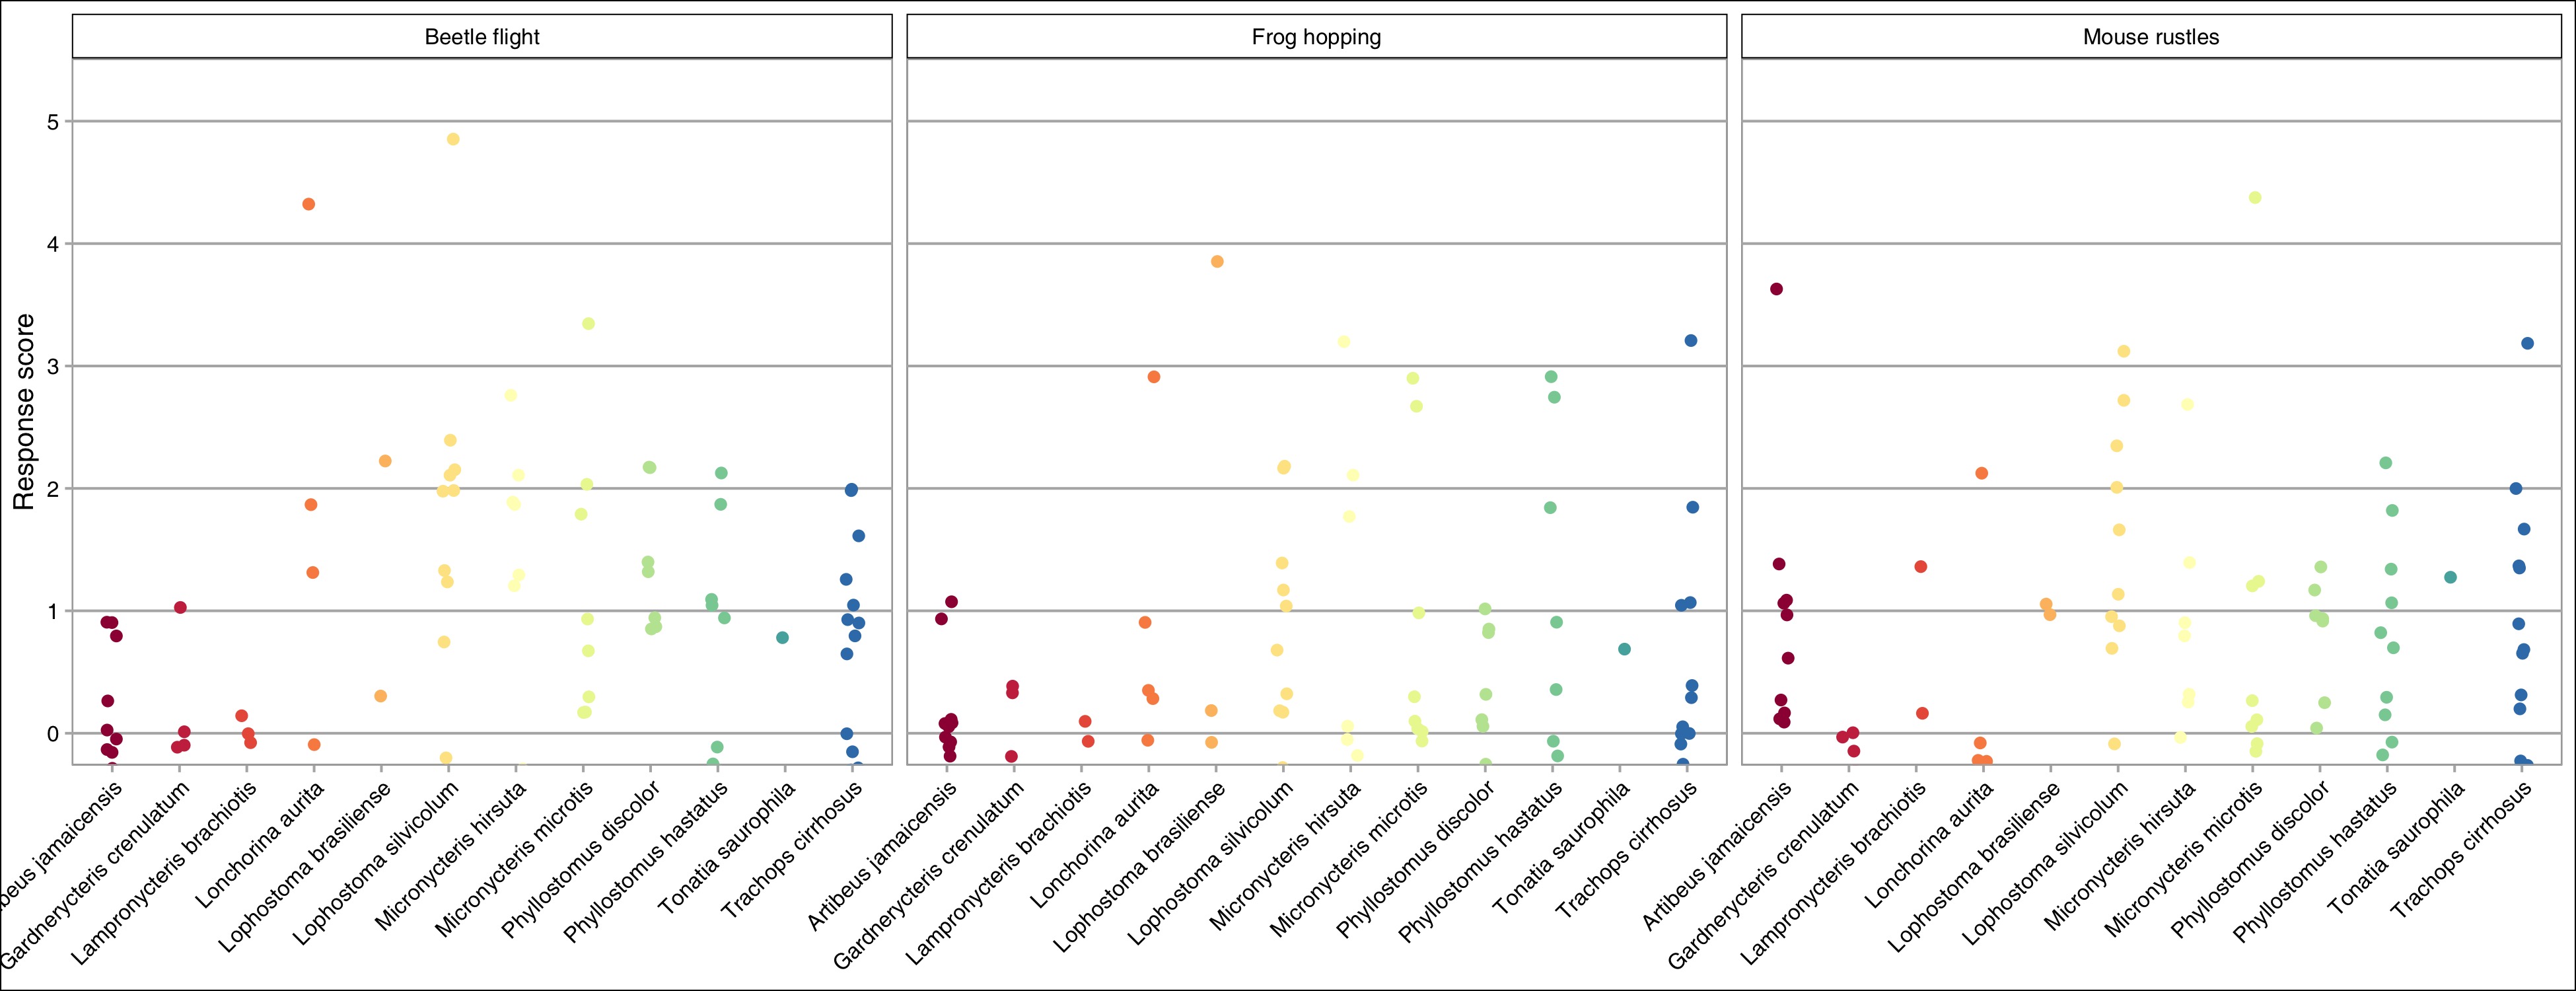 Beetle flight
Frog hopping
Mouse rustles
Response score
5
4
3
2
1
0
beus jamaicensis
Gardnerycteris crenulatum
Lampronycteris brachiotis
Lonchorina aurita
Lophostoma brasiliense
Lophostoma silvicolum
Micronycteris hirsuta
Micronycteris microtis
Phyllostomus discolor
Phyllostomus hastatus
Tonatia saurophila
Trachops cirrhosus
Artibeus jamaicensis
Gardnerycteris crenulatum
Lampronycteris brachiotis
Lonchorina aurita
Lophostoma brasiliense
Lophostoma silvicolum
Micronycteris hirsuta
Micronycteris microtis
Phyllostomus discolor
Phyllostomus hastatus
Tonatia saurophila
Trachops cirrhosus
Artibeus jamaicensis
Gardnerycteris crenulatum
Lampronycteris brachiotis
Lonchorina aurita
Lophostoma brasiliense
Lophostoma silvicolum
Micronycteris hirsuta
Micronycteris microtis
Phyllostomus discolor
Phyllostomus hastatus
Tonatia saurophila
Trachops cirrhosus